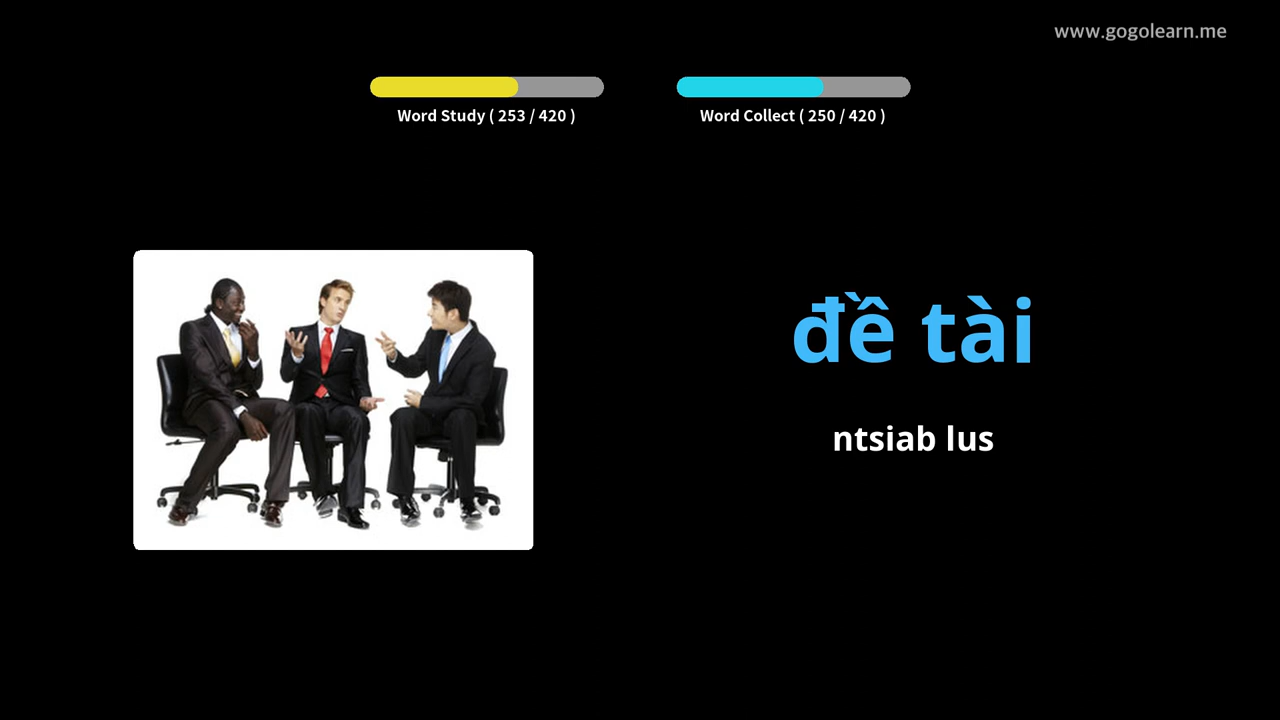 www.gogolearn.me
Word Study ( 253 / 420 )
Word Collect ( 250 / 420 )
đề tài
ntsiab lus